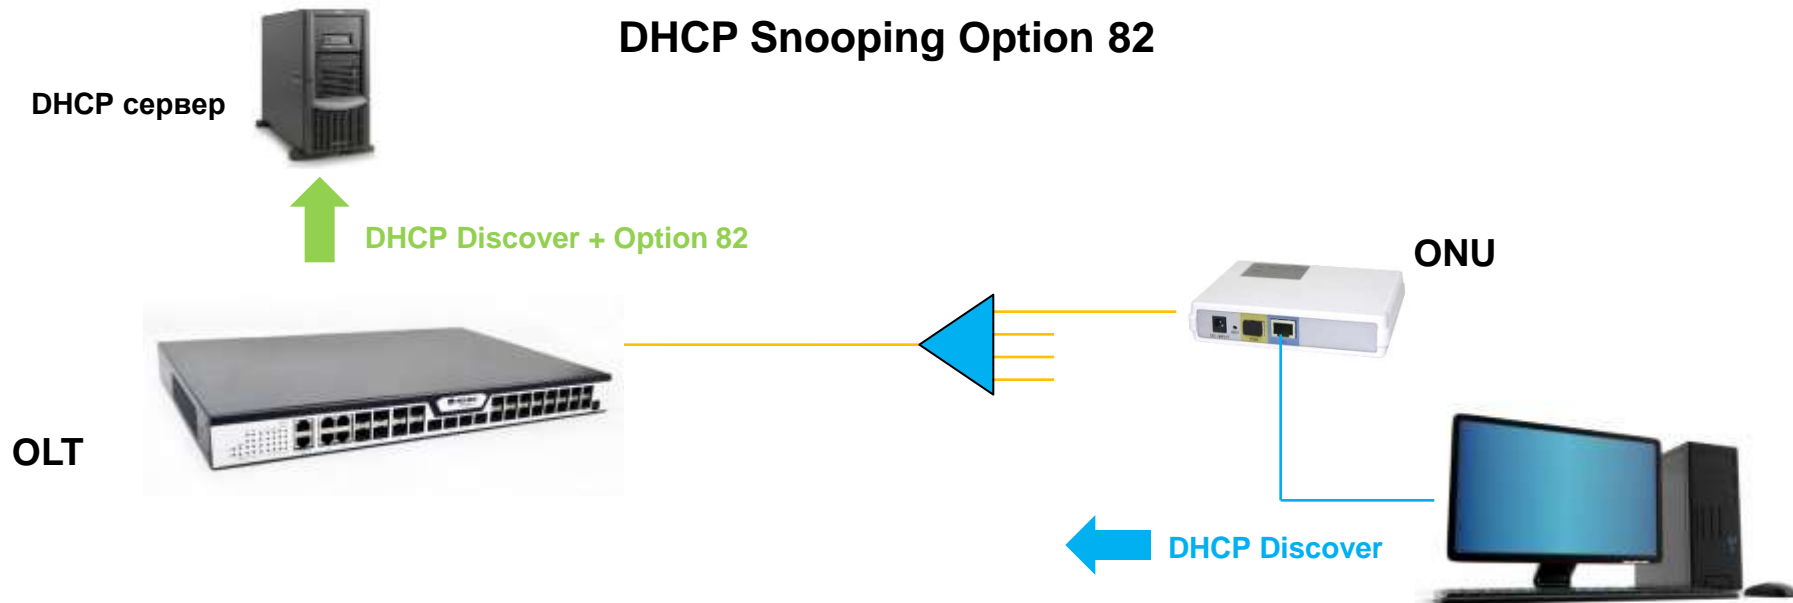 DHCP Snooping Option 82
DHCP сервер
DHCP Discover + Option 82
ONU
OLT
DHCP Discover